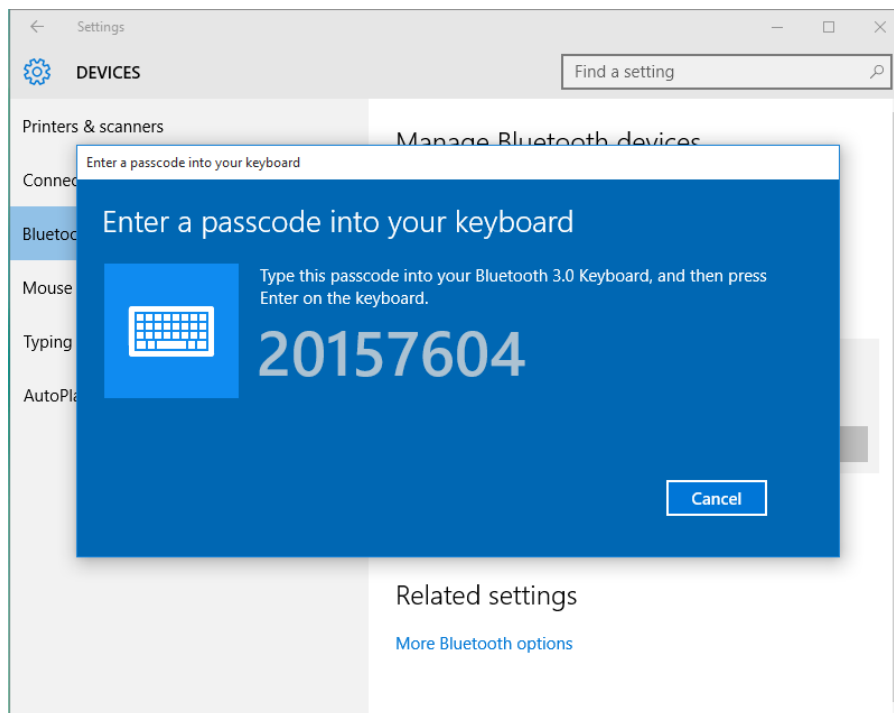 Settings
DEVICES
Find a setting
Printers & scanners
Manage Bluetooth devices
Enter a passcode into your keyboard
Enter a passcode into your keyboard
Type this passcode into your Bluetooth 3.0 Keyboard, and then press
Enter on the keyboard.
20157604
Mouse
Typing
Cancel
Related settings
More Bluetooth options